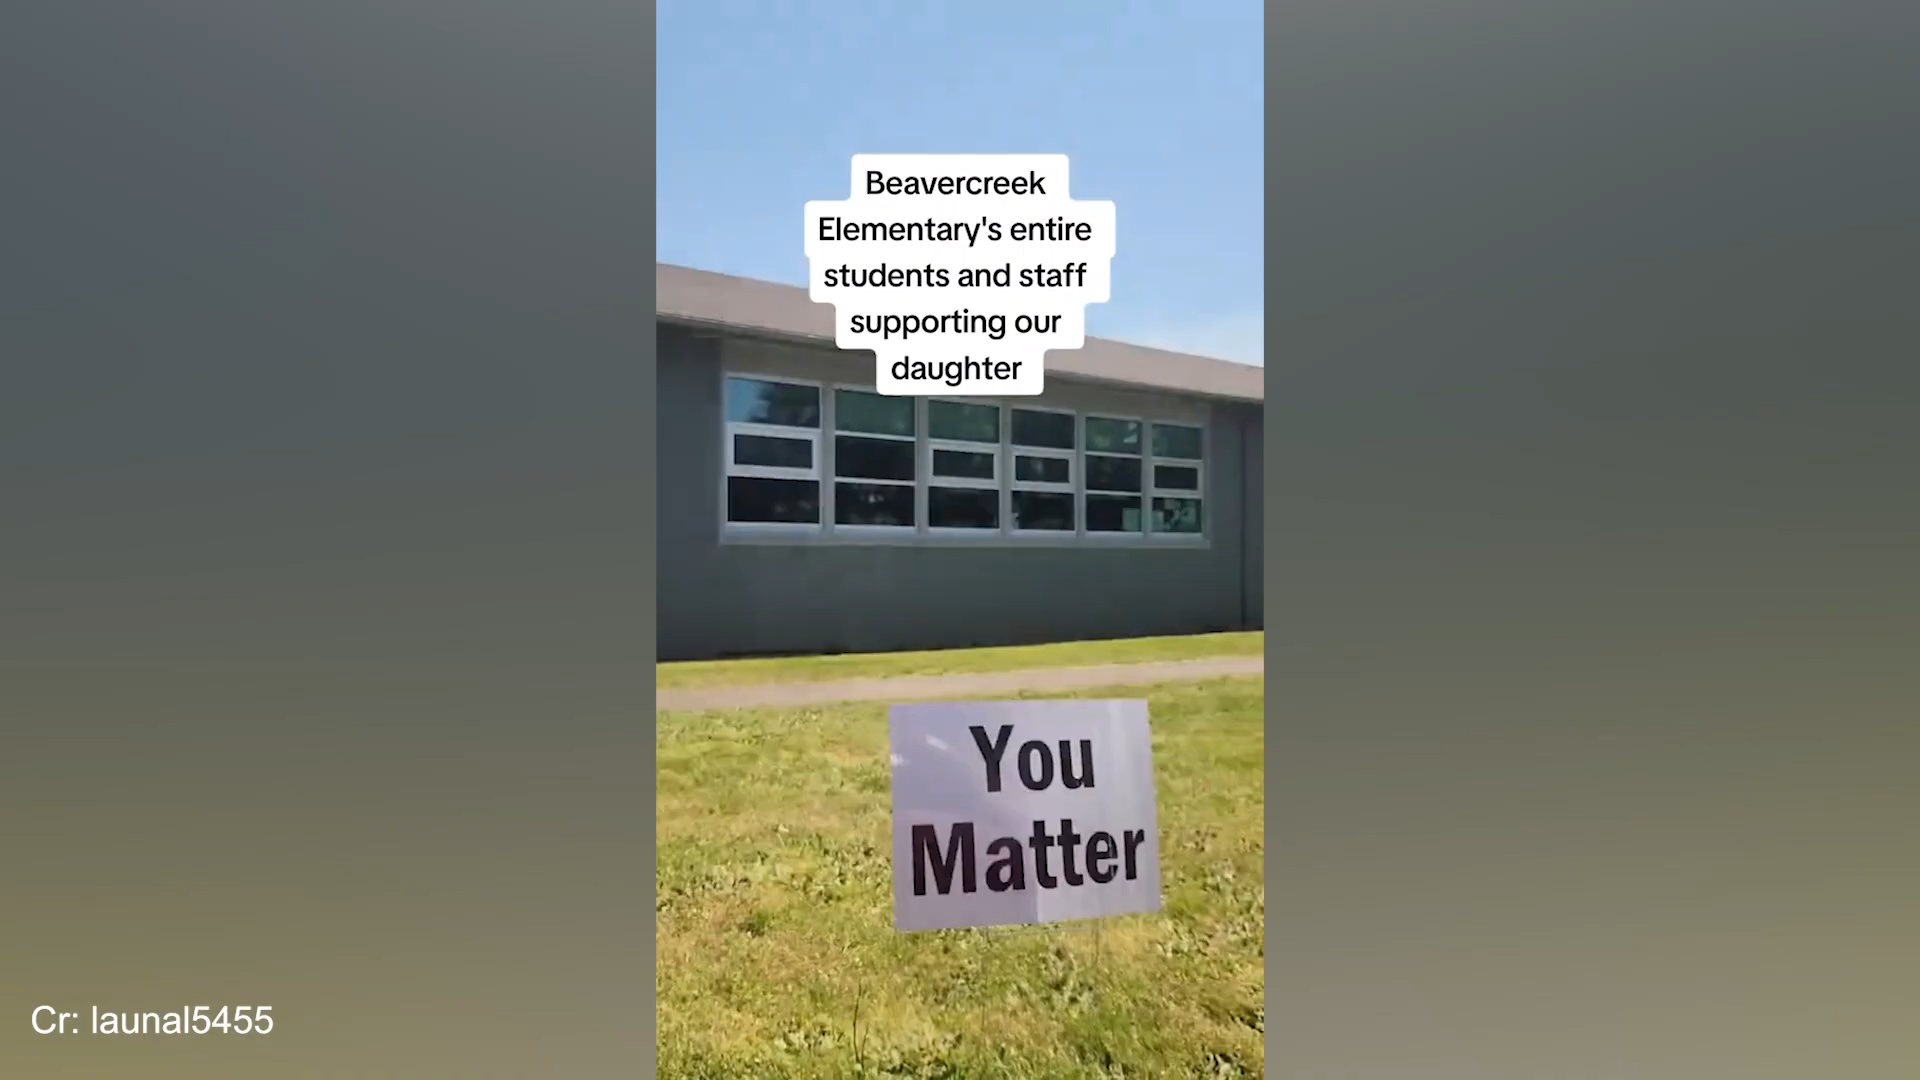 Beavercreek
Elementary's entire
students and staff
supporting our
daughter
You
Matter
Cr: launal5455